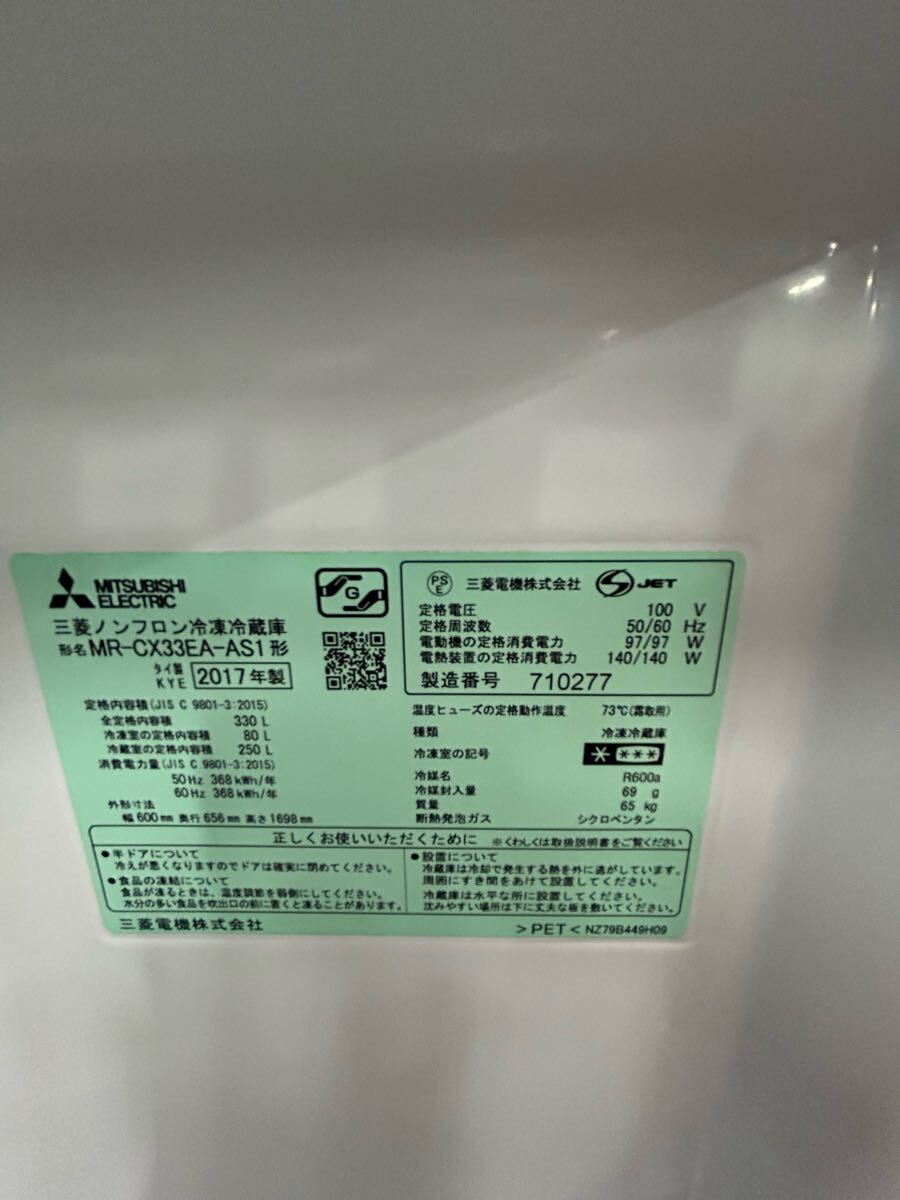 MITSUBISHI
ELECTRIC
G
三菱ノンフロン冷凍冷蔵庫
形名 MR-CX33EA-AS1 形
タイ製
KYE 2017年製
定格内容積(JIS C 9801-3:2015)
全定格内容積 330 L
冷凍室の定格内容積 80 L
冷蔵室の定格内容積 250 L
消費電力量(JIS C 9801-3:2015)
50Hz 368 kWh/年
60Hz 368 kWh/年
外形寸法
幅600mm 奥行656mm 高さ1698mm
PSE 三菱電機株式会社 JET
定格電圧 100 V
定格周波数 50/60 Hz
電動機の定格消費電力 97/97 W
電熱装置の定格消費電力 140/140 W
製造番号 710277
温度ヒューズの定格動作温度 73℃(霜取用)
種類 冷凍冷蔵庫
冷凍室の記号
冷媒名 R600a
冷媒封入量 69 g
質量 65 kg
断熱発泡ガス シクロペンタン
正しくお使いいただくために ※くわしくは取扱説明書をご覧ください
●半ドアについて
冷えが悪くなりますのでドアは確実に閉めてください。
●食品の凍結について
食品が凍るときは、温度調節を弱側にしてください。
水分の多い食品を吹出口の前に置くと凍ることがあります。
●設置について
冷蔵庫は冷却で発生する熱を外に逃がしています。
周囲にすき間をあけて設置してください。
冷蔵庫は水平な所に設置してください。
沈みやすい場所は下に丈夫な板を敷いてください。
三菱電機株式会社
>PET< NZ79B449H09